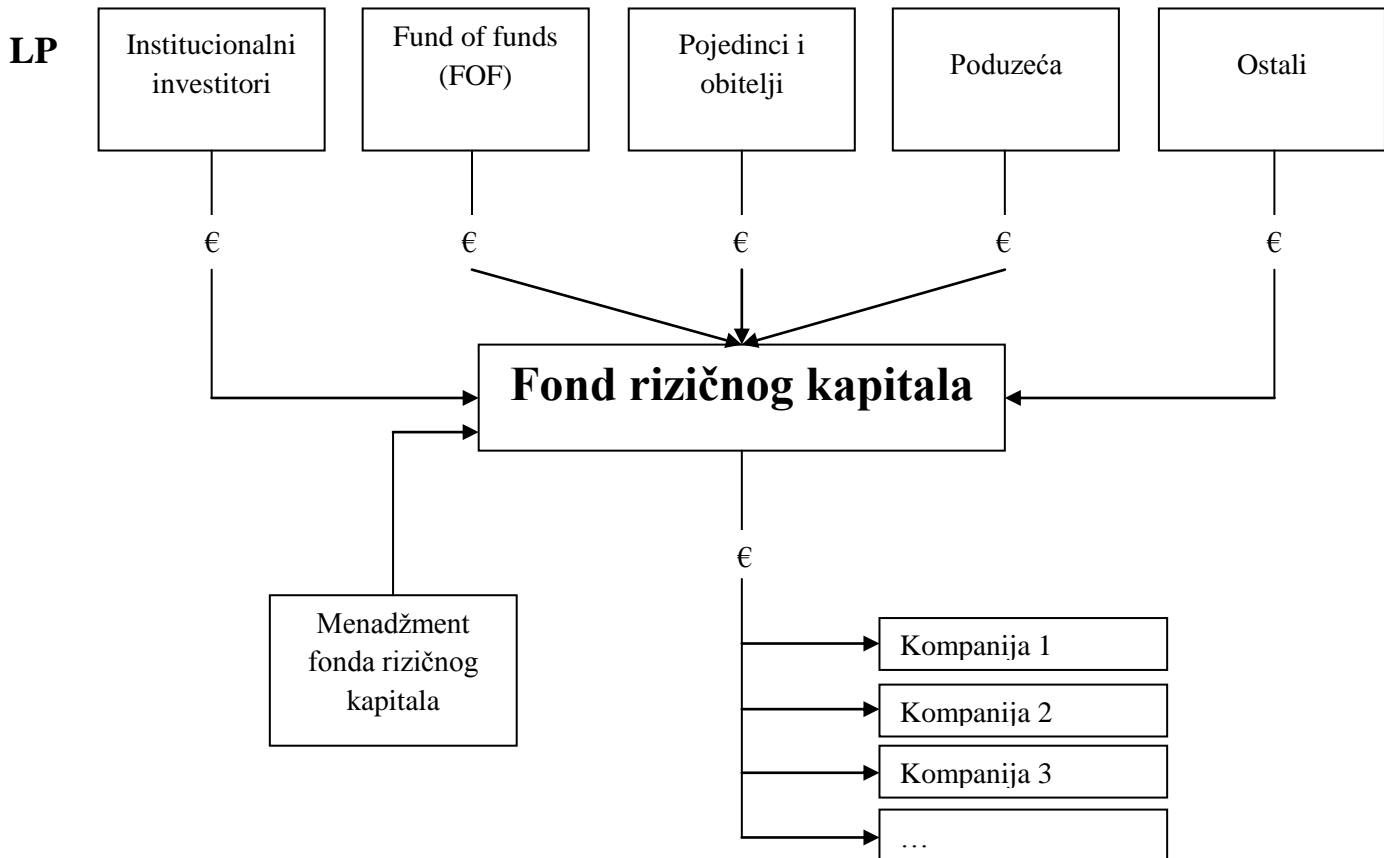 LP
Institucionalni
investitori
Fund of funds
(FOF)
Pojedinci i
obitelji
Poduzeća
Ostali
€
€
€
€
€
Fond rizičnog kapitala
€
Menadžment
fonda rizičnog
kapitala
Kompanija 1
Kompanija 2
Kompanija 3
…